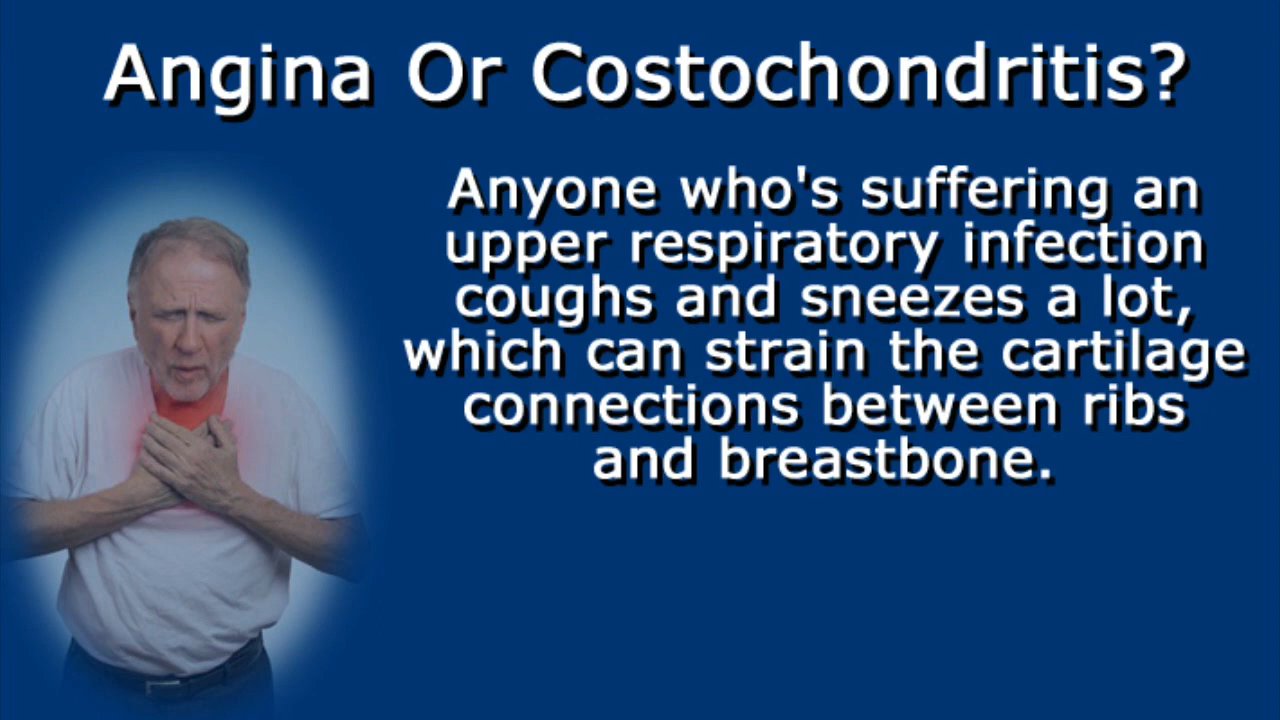 Angina Or Costochondritis?
Anyone who's suffering an
upper respiratory infection
coughs and sneezes a lot,
which can strain the cartilage
connections between ribs
and breastbone.